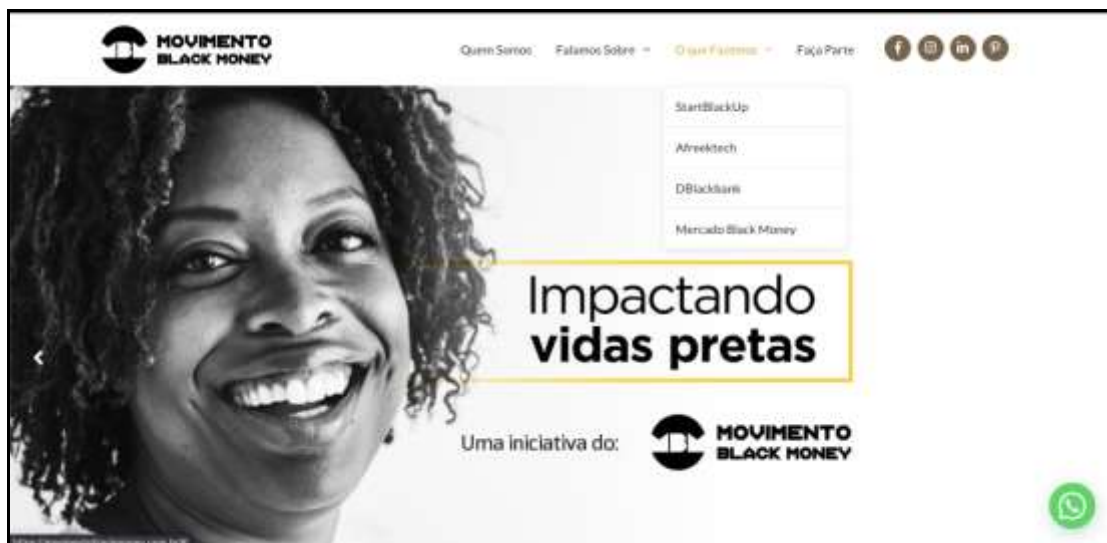 MOVIMENTO
BLACK MONEY
Quem Somos Falamos Sobre O que Fazemos Faça Parte
StartBlackUp
Afreektech
DBlackbank
Mercado Black Money
Impactando
vidas pretas
Uma iniciativa do:
MOVIMENTO
BLACK MONEY